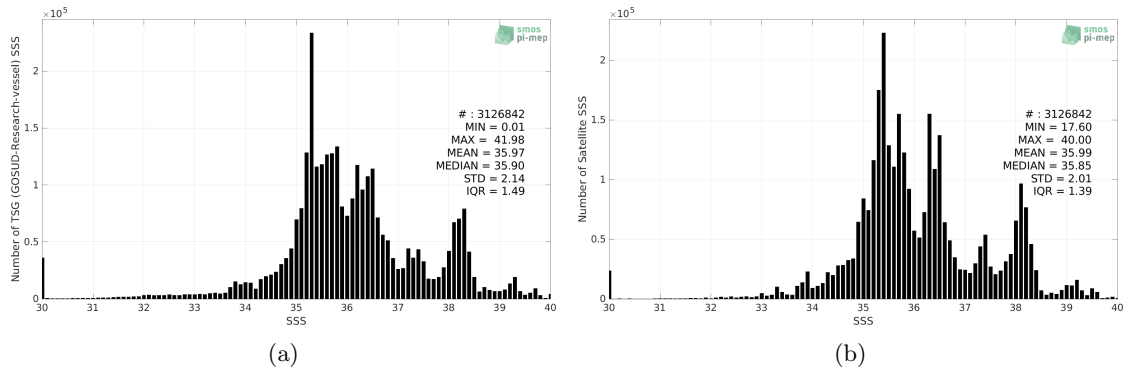 ×10⁵
smos
pi-mep
# : 3126842
MIN = 0.01
MAX = 41.98
MEAN = 35.97
MEDIAN = 35.90
STD = 2.14
IQR = 1.49
Number of TSG (GOSUD-Research-vessel) SSS
2
1.5
1
0.5
0
30 31 32 33 34 35 36 37 38 39 40
SSS
(a)
×10⁵
smos
pi-mep
# : 3126842
MIN = 17.60
MAX = 40.00
MEAN = 35.99
MEDIAN = 35.85
STD = 2.01
IQR = 1.39
Number of Satellite SSS
2
1.5
1
0.5
0
30 31 32 33 34 35 36 37 38 39 40
SSS
(b)